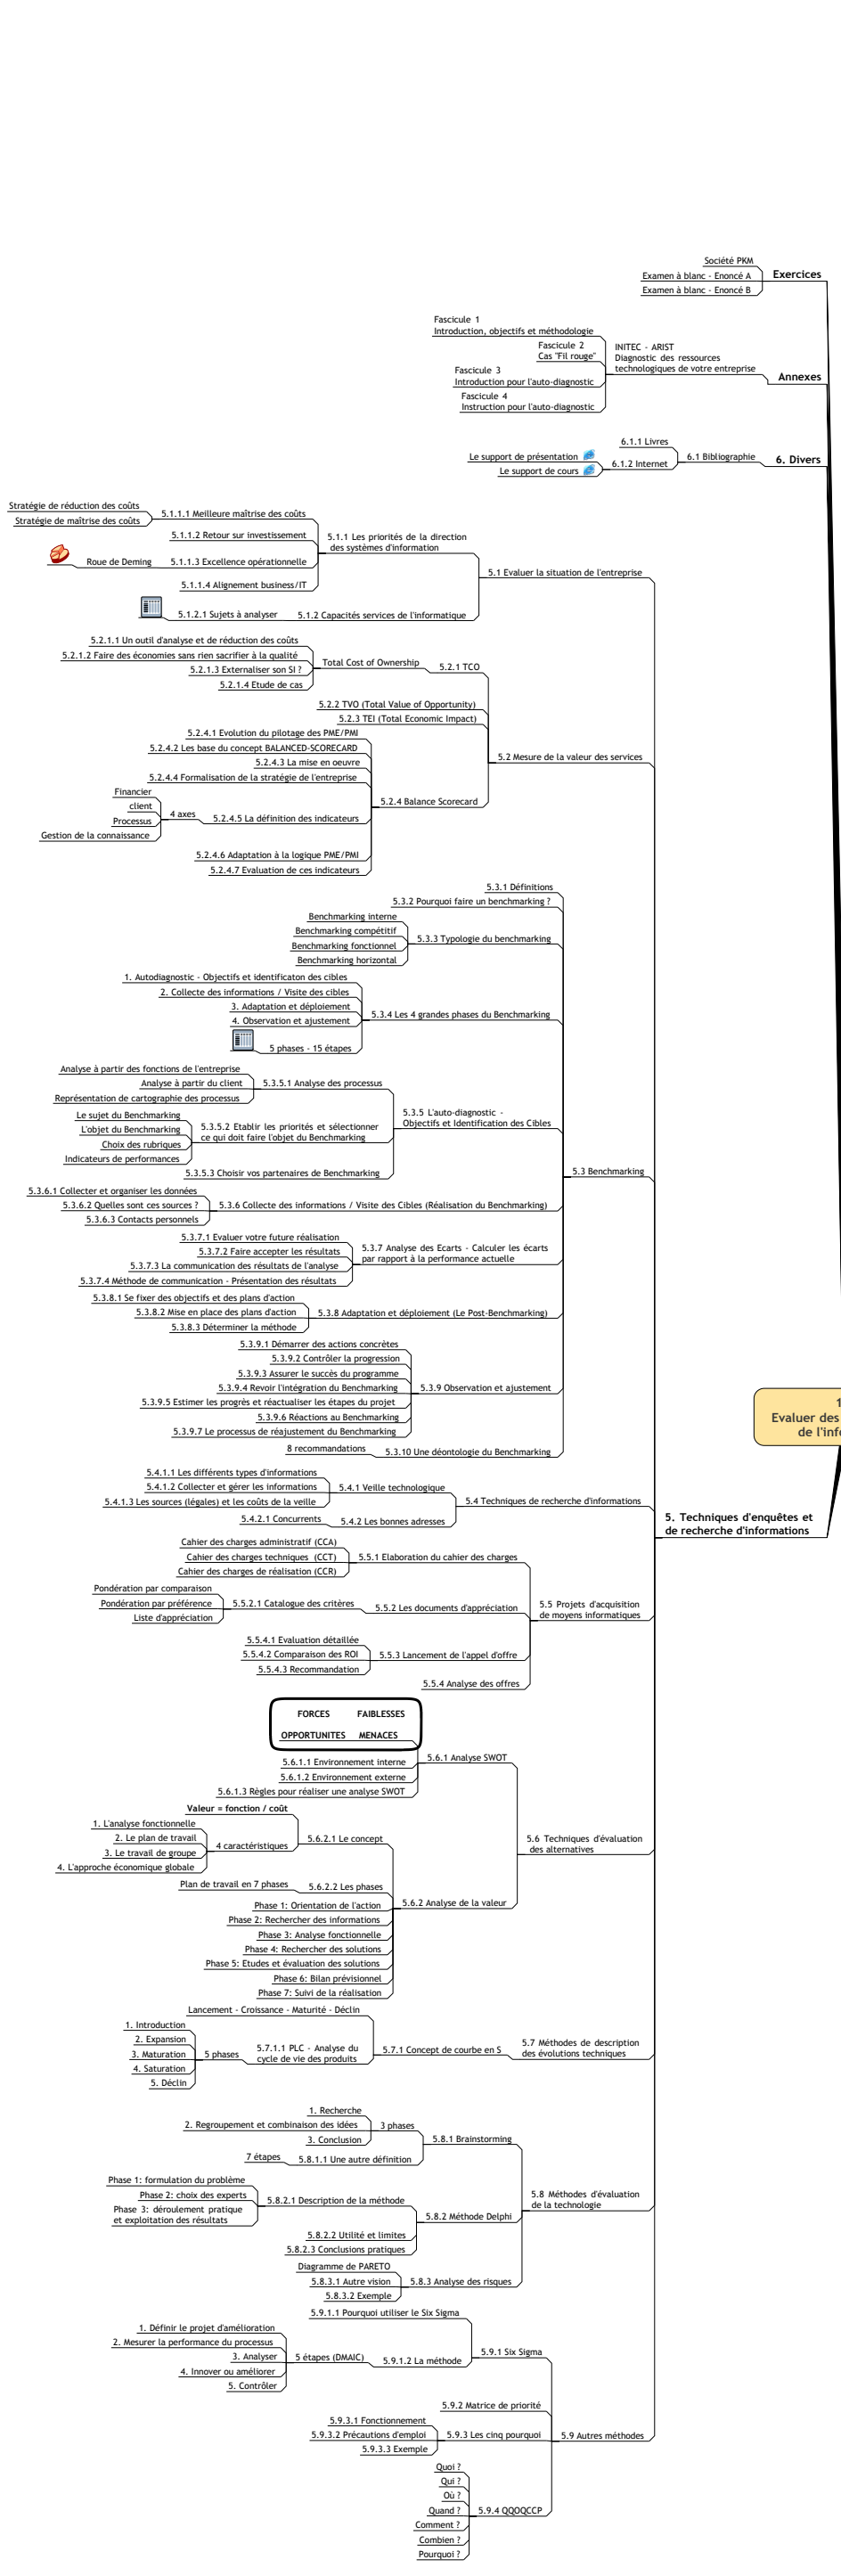 Société PKM
Examen à blanc - Enoncé A
Examen à blanc - Enoncé B
Exercices
Fascicule 1
Introduction, objectifs et méthodologie
Fascicule 2
Cas "Fil rouge"
Fascicule 3
Introduction pour l'auto-diagnostic
Fascicule 4
Instruction pour l'auto-diagnostic
INITEC - ARIST
Diagnostic des ressources
technologiques de votre entreprise
Annexes
6.1.1 Livres
Le support de présentation
Le support de cours
6.1.2 Internet
6.1 Bibliographie
6. Divers
Stratégie de réduction des coûts
Stratégie de maîtrise des coûts
5.1.1.1 Meilleure maîtrise des coûts
5.1.1.2 Retour sur investissement
Roue de Deming
5.1.1.3 Excellence opérationnelle
5.1.1.4 Alignement business/IT
5.1.1 Les priorités de la direction
des systèmes d'information
5.1.2.1 Sujets à analyser
5.1.2 Capacités services de l'informatique
5.1 Evaluer la situation de l'entreprise
5.2.1.1 Un outil d'analyse et de réduction des coûts
5.2.1.2 Faire des économies sans rien sacrifier à la qualité
5.2.1.3 Externaliser son SI ?
5.2.1.4 Etude de cas
Total Cost of Ownership
5.2.1 TCO
5.2.2 TVO (Total Value of Opportunity)
5.2.3 TEI (Total Economic Impact)
5.2.4.1 Evolution du pilotage des PME/PMI
5.2.4.2 Les base du concept BALANCED-SCORECARD
5.2.4.3 La mise en oeuvre
5.2.4.4 Formalisation de la stratégie de l'entreprise
Financier
client
Processus
Gestion de la connaissance
4 axes
5.2.4.5 La définition des indicateurs
5.2.4.6 Adaptation à la logique PME/PMI
5.2.4.7 Evaluation de ces indicateurs
5.2.4 Balance Scorecard
5.2 Mesure de la valeur des services
5.3.1 Définitions
5.3.2 Pourquoi faire un benchmarking ?
Benchmarking interne
Benchmarking compétitif
Benchmarking fonctionnel
Benchmarking horizontal
5.3.3 Typologie du benchmarking
1. Autodiagnostic - Objectifs et identificaton des cibles
2. Collecte des informations / Visite des cibles
3. Adaptation et déploiement
4. Observation et ajustement
5 phases - 15 étapes
5.3.4 Les 4 grandes phases du Benchmarking
Analyse à partir des fonctions de l'entreprise
Analyse à partir du client
Représentation de cartographie des processus
5.3.5.1 Analyse des processus
Le sujet du Benchmarking
L'objet du Benchmarking
Choix des rubriques
Indicateurs de performances
5.3.5.2 Etablir les priorités et sélectionner
ce qui doit faire l'objet du Benchmarking
5.3.5.3 Choisir vos partenaires de Benchmarking
5.3.5 L'auto-diagnostic -
Objectifs et Identification des Cibles
5.3.6.1 Collecter et organiser les données
5.3.6.2 Quelles sont ces sources ?
5.3.6.3 Contacts personnels
5.3.6 Collecte des informations / Visite des Cibles (Réalisation du Benchmarking)
5.3.7.1 Evaluer votre future réalisation
5.3.7.2 Faire accepter les résultats
5.3.7.3 La communication des résultats de l'analyse
5.3.7.4 Méthode de communication - Présentation des résultats
5.3.7 Analyse des Ecarts - Calculer les écarts
par rapport à la performance actuelle
5.3.8.1 Se fixer des objectifs et des plans d'action
5.3.8.2 Mise en place des plans d'action
5.3.8.3 Déterminer la méthode
5.3.8 Adaptation et déploiement (Le Post-Benchmarking)
5.3.9.1 Démarrer des actions concrètes
5.3.9.2 Contrôler la progression
5.3.9.3 Assurer le succès du programme
5.3.9.4 Revoir l'intégration du Benchmarking
5.3.9.5 Estimer les progrès et réactualiser les étapes du projet
5.3.9.6 Réactions au Benchmarking
5.3.9.7 Le processus de réajustement du Benchmarking
5.3.9 Observation et ajustement
8 recommandations
5.3.10 Une déontologie du Benchmarking
5.3 Benchmarking
1
Evaluer des
de l'info
5.4.1.1 Les différents types d'informations
5.4.1.2 Collecter et gérer les informations
5.4.1.3 Les sources (légales) et les coûts de la veille
5.4.1 Veille technologique
5.4.2.1 Concurrents
5.4.2 Les bonnes adresses
5.4 Techniques de recherche d'informations
5. Techniques d'enquêtes et
de recherche d'informations
Cahier des charges administratif (CCA)
Cahier des charges techniques (CCT)
Cahier des charges de réalisation (CCR)
5.5.1 Elaboration du cahier des charges
Pondération par comparaison
Pondération par préférence
Liste d'appréciation
5.5.2.1 Catalogue des critères
5.5.2 Les documents d'appréciation
5.5.4.1 Evaluation détaillée
5.5.4.2 Comparaison des ROI
5.5.4.3 Recommandation
5.5.3 Lancement de l'appel d'offre
5.5.4 Analyse des offres
5.5 Projets d'acquisition
de moyens informatiques
FORCES FAIBLESSES
OPPORTUNITES MENACES
5.6.1.1 Environnement interne
5.6.1.2 Environnement externe
5.6.1.3 Règles pour réaliser une analyse SWOT
5.6.1 Analyse SWOT
Valeur = fonction / coût
1. L'analyse fonctionnelle
2. Le plan de travail
3. Le travail de groupe
4. L'approche économique globale
4 caractéristiques
5.6.2.1 Le concept
Plan de travail en 7 phases
5.6.2.2 Les phases
Phase 1: Orientation de l'action
Phase 2: Rechercher des informations
Phase 3: Analyse fonctionnelle
Phase 4: Rechercher des solutions
Phase 5: Etudes et évaluation des solutions
Phase 6: Bilan prévisionnel
Phase 7: Suivi de la réalisation
5.6.2 Analyse de la valeur
5.6 Techniques d'évaluation
des alternatives
Lancement - Croissance - Maturité - Déclin
1. Introduction
2. Expansion
3. Maturation
4. Saturation
5. Déclin
5 phases
5.7.1.1 PLC - Analyse du
cycle de vie des produits
5.7.1 Concept de courbe en S
5.7 Méthodes de description
des évolutions techniques
1. Recherche
2. Regroupement et combinaison des idées
3. Conclusion
3 phases
7 étapes
5.8.1.1 Une autre définition
5.8.1 Brainstorming
Phase 1: formulation du problème
Phase 2: choix des experts
Phase 3: déroulement pratique
et exploitation des résultats
5.8.2.1 Description de la méthode
5.8.2.2 Utilité et limites
5.8.2.3 Conclusions pratiques
5.8.2 Méthode Delphi
Diagramme de PARETO
5.8.3.1 Autre vision
5.8.3.2 Exemple
5.8.3 Analyse des risques
5.8 Méthodes d'évaluation
de la technologie
5.9.1.1 Pourquoi utiliser le Six Sigma
1. Définir le projet d'amélioration
2. Mesurer la performance du processus
3. Analyser
4. Innover ou améliorer
5. Contrôler
5 étapes (DMAIC)
5.9.1.2 La méthode
5.9.1 Six Sigma
5.9.2 Matrice de priorité
5.9.3.1 Fonctionnement
5.9.3.2 Précautions d'emploi
5.9.3.3 Exemple
5.9.3 Les cinq pourquoi
Quoi ?
Qui ?
Où ?
Quand ?
Comment ?
Combien ?
Pourquoi ?
5.9.4 QQOQCCP
5.9 Autres méthodes